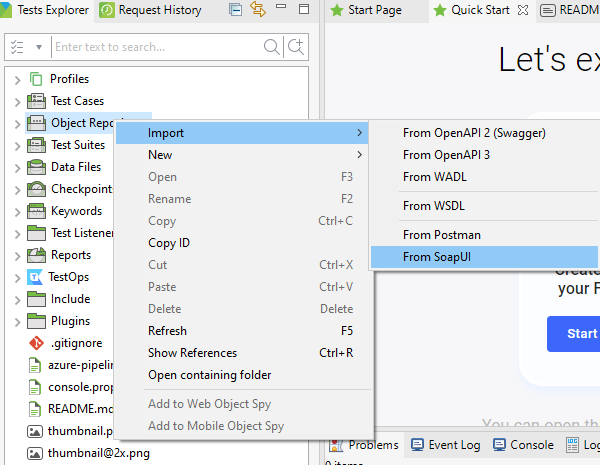 Tests Explorer
Request History
Start Page
Quick Start
README
Enter text to search...
Let's ex
Profiles
Test Cases
Object Repo
Test Suites
Data Files
Checkpoints
Keywords
Test Listener
Reports
TestOps
Include
Plugins
.gitignore
azure-pipelin
console.prop
README.md
thumbnail.p
thumbnail@2x.png
Import
New
Open F3
Rename F2
Copy Ctrl+C
Copy ID
Cut Ctrl+X
Paste Ctrl+V
Delete Delete
Refresh F5
Show References Ctrl+R
Open containing folder
Add to Web Object Spy
Add to Mobile Object Spy
From OpenAPI 2 (Swagger)
From OpenAPI 3
From WADL
From WSDL
From Postman
From SoapUI
Create
your F
Start
You can open th
Problems
Event Log
Console
Log
0 items